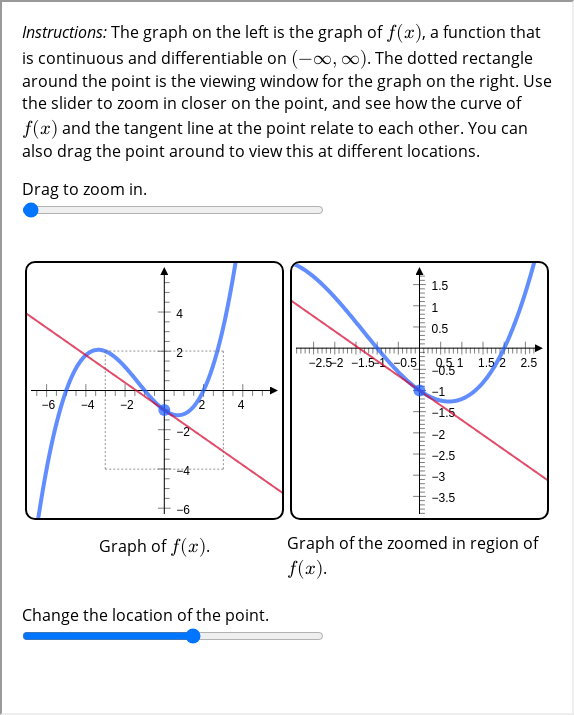 Instructions: The graph on the left is the graph of f(x), a function that
is continuous and differentiable on (−∞, ∞). The dotted rectangle
around the point is the viewing window for the graph on the right. Use
the slider to zoom in closer on the point, and see how the curve of
f(x) and the tangent line at the point relate to each other. You can
also drag the point around to view this at different locations.
Drag to zoom in.
4
2
−6 −4 −2 2 4
−2
−4
−6
1.5
1
0.5
−2.5 −2 −1.5 −1 −0.5 0.5 1 1.5 2 2.5
−0.5
−1
−1.5
−2
−2.5
−3
−3.5
Graph of f(x).
Graph of the zoomed in region of
f(x).
Change the location of the point.